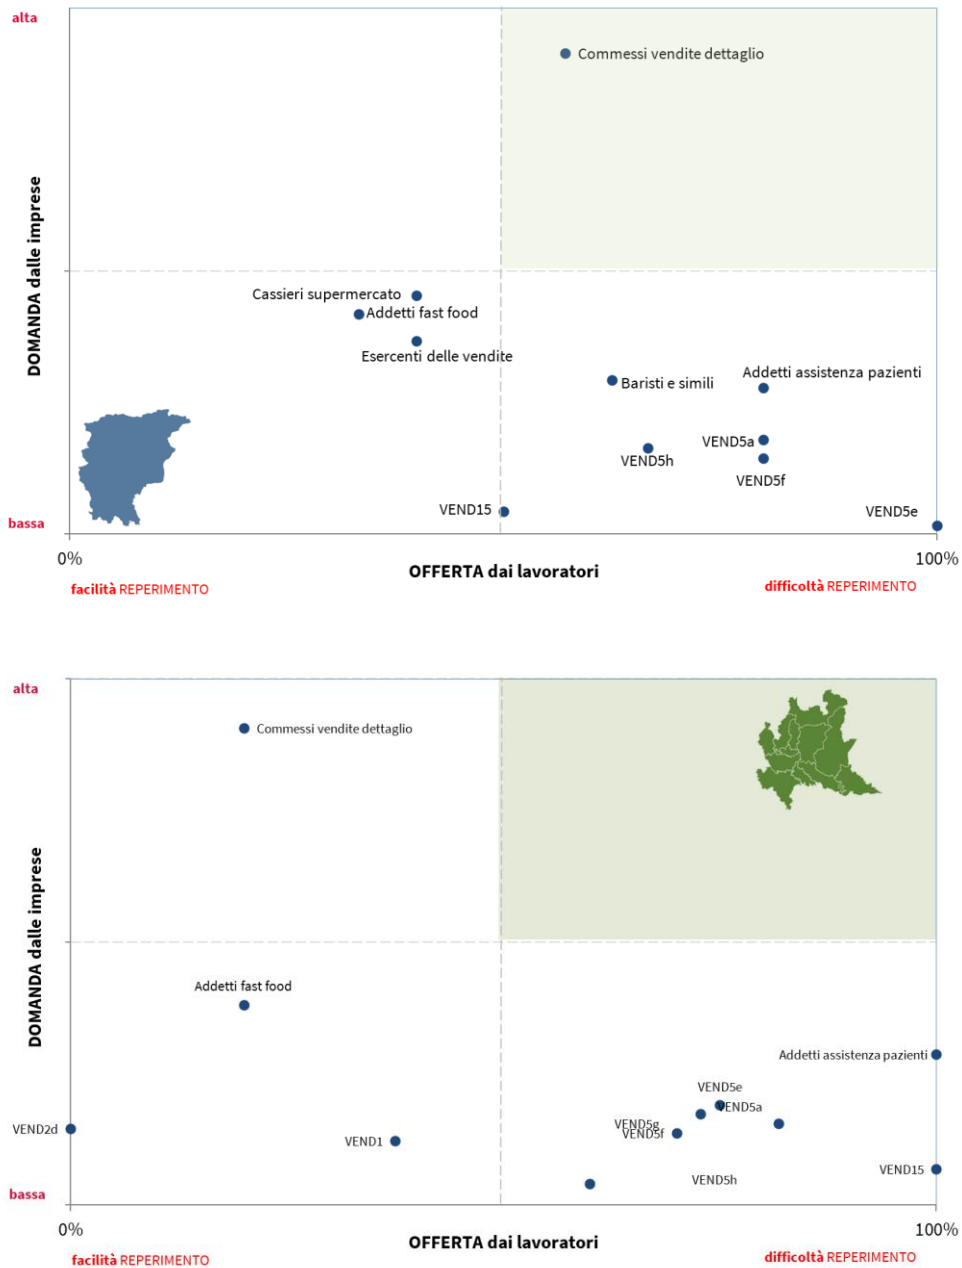 alta
Commessi vendite dettaglio
DOMANDA dalle imprese
Cassieri supermercato
Addetti fast food
Esercenti delle vendite
Addetti assistenza pazienti
Baristi e simili
VEND5a
VEND5h
VEND5f
VEND15
VEND5e
bassa
0%
100%
OFFERTA dai lavoratori
facilità REPERIMENTO
difficoltà REPERIMENTO
alta
Commessi vendite dettaglio
DOMANDA dalle imprese
Addetti fast food
Addetti assistenza pazienti
VEND5e
VEND5a
VEND5g
VEND2d
VEND5f
VEND1
VEND15
VEND5h
bassa
0%
100%
OFFERTA dai lavoratori
facilità REPERIMENTO
difficoltà REPERIMENTO